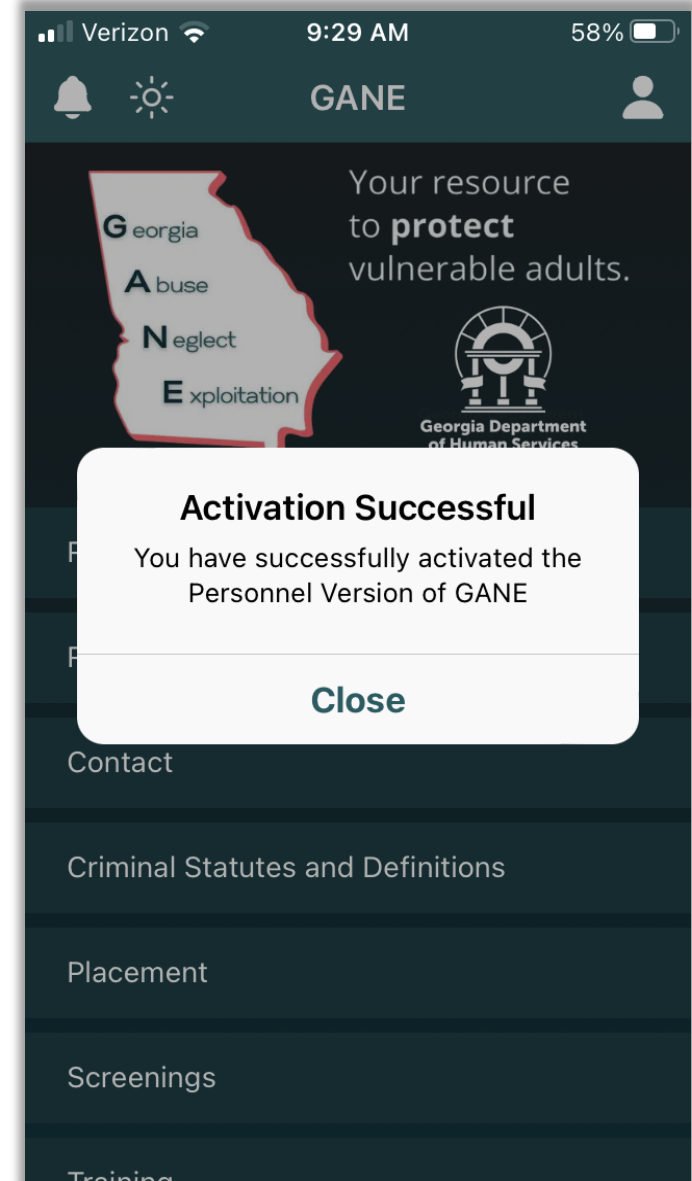 Verizon 9:29 AM 58%
GANE
Georgia
Abuse
Neglect
Exploitation
Your resource
to protect
vulnerable adults.
Georgia Department
of Human Services
Activation Successful
You have successfully activated the
Personnel Version of GANE
Close
Contact
Criminal Statutes and Definitions
Placement
Screenings
Training